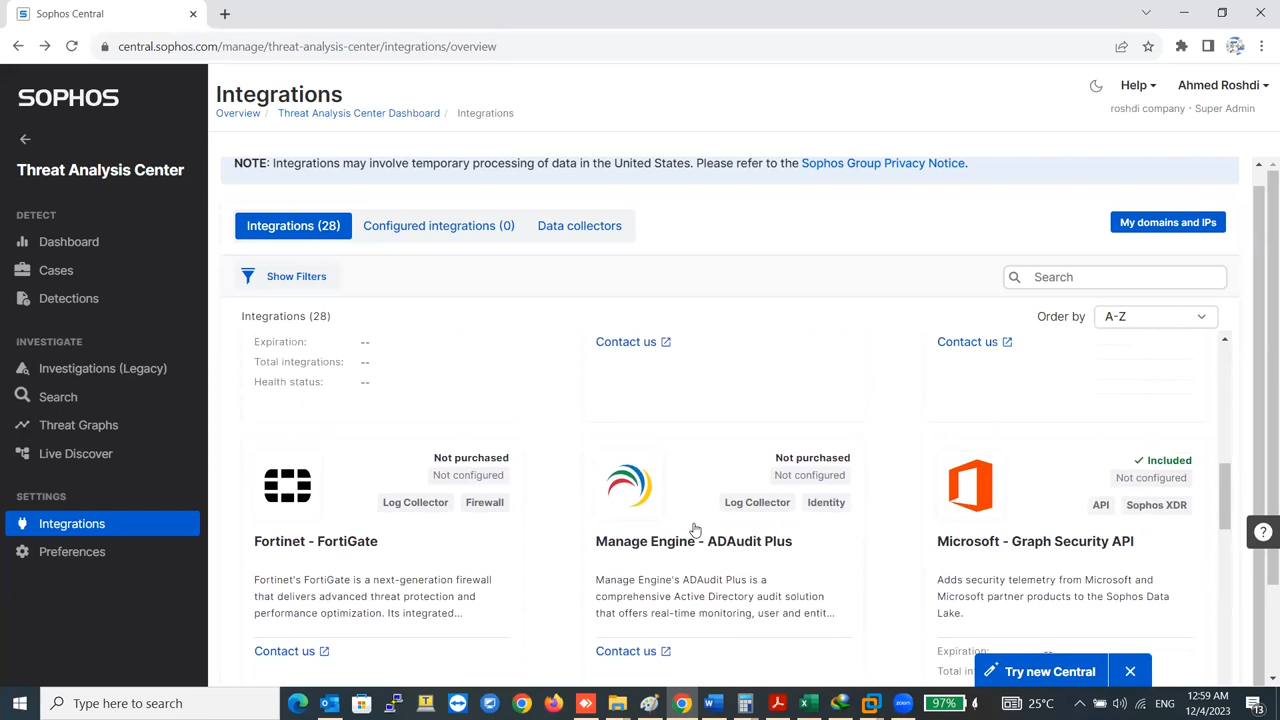 Sophos Central
central.sophos.com/manage/threat-analysis-center/integrations/overview
SOPHOS
Threat Analysis Center
DETECT
Dashboard
Cases
Detections
INVESTIGATE
Investigations (Legacy)
Search
Threat Graphs
Live Discover
SETTINGS
Integrations
Preferences
Integrations
Overview / Threat Analysis Center Dashboard / Integrations
Help
Ahmed Roshdi
roshdi company • Super Admin
NOTE: Integrations may involve temporary processing of data in the United States. Please refer to the Sophos Group Privacy Notice.
Integrations (28)
Configured integrations (0)
Data collectors
My domains and IPs
Show Filters
Search
Integrations (28)
Order by
A-Z
Expiration: --
Total integrations: --
Health status: --
Contact us
Contact us
Not purchased
Not configured
Log Collector
Firewall
Fortinet - FortiGate
Fortinet's FortiGate is a next-generation firewall
that delivers advanced threat protection and
performance optimization. Its integrated...
Contact us
Not purchased
Not configured
Log Collector
Identity
Manage Engine - ADAudit Plus
Manage Engine's ADAudit Plus is a
comprehensive Active Directory audit solution
that offers real-time monitoring, user and entit...
Contact us
Included
Not configured
API
Sophos XDR
Microsoft - Graph Security API
Adds security telemetry from Microsoft and
Microsoft partner products to the Sophos Data
Lake.
Expiration: --
Total in
Try new Central
Type here to search
97%
25°C
ENG
12:59 AM
12/4/2023
13